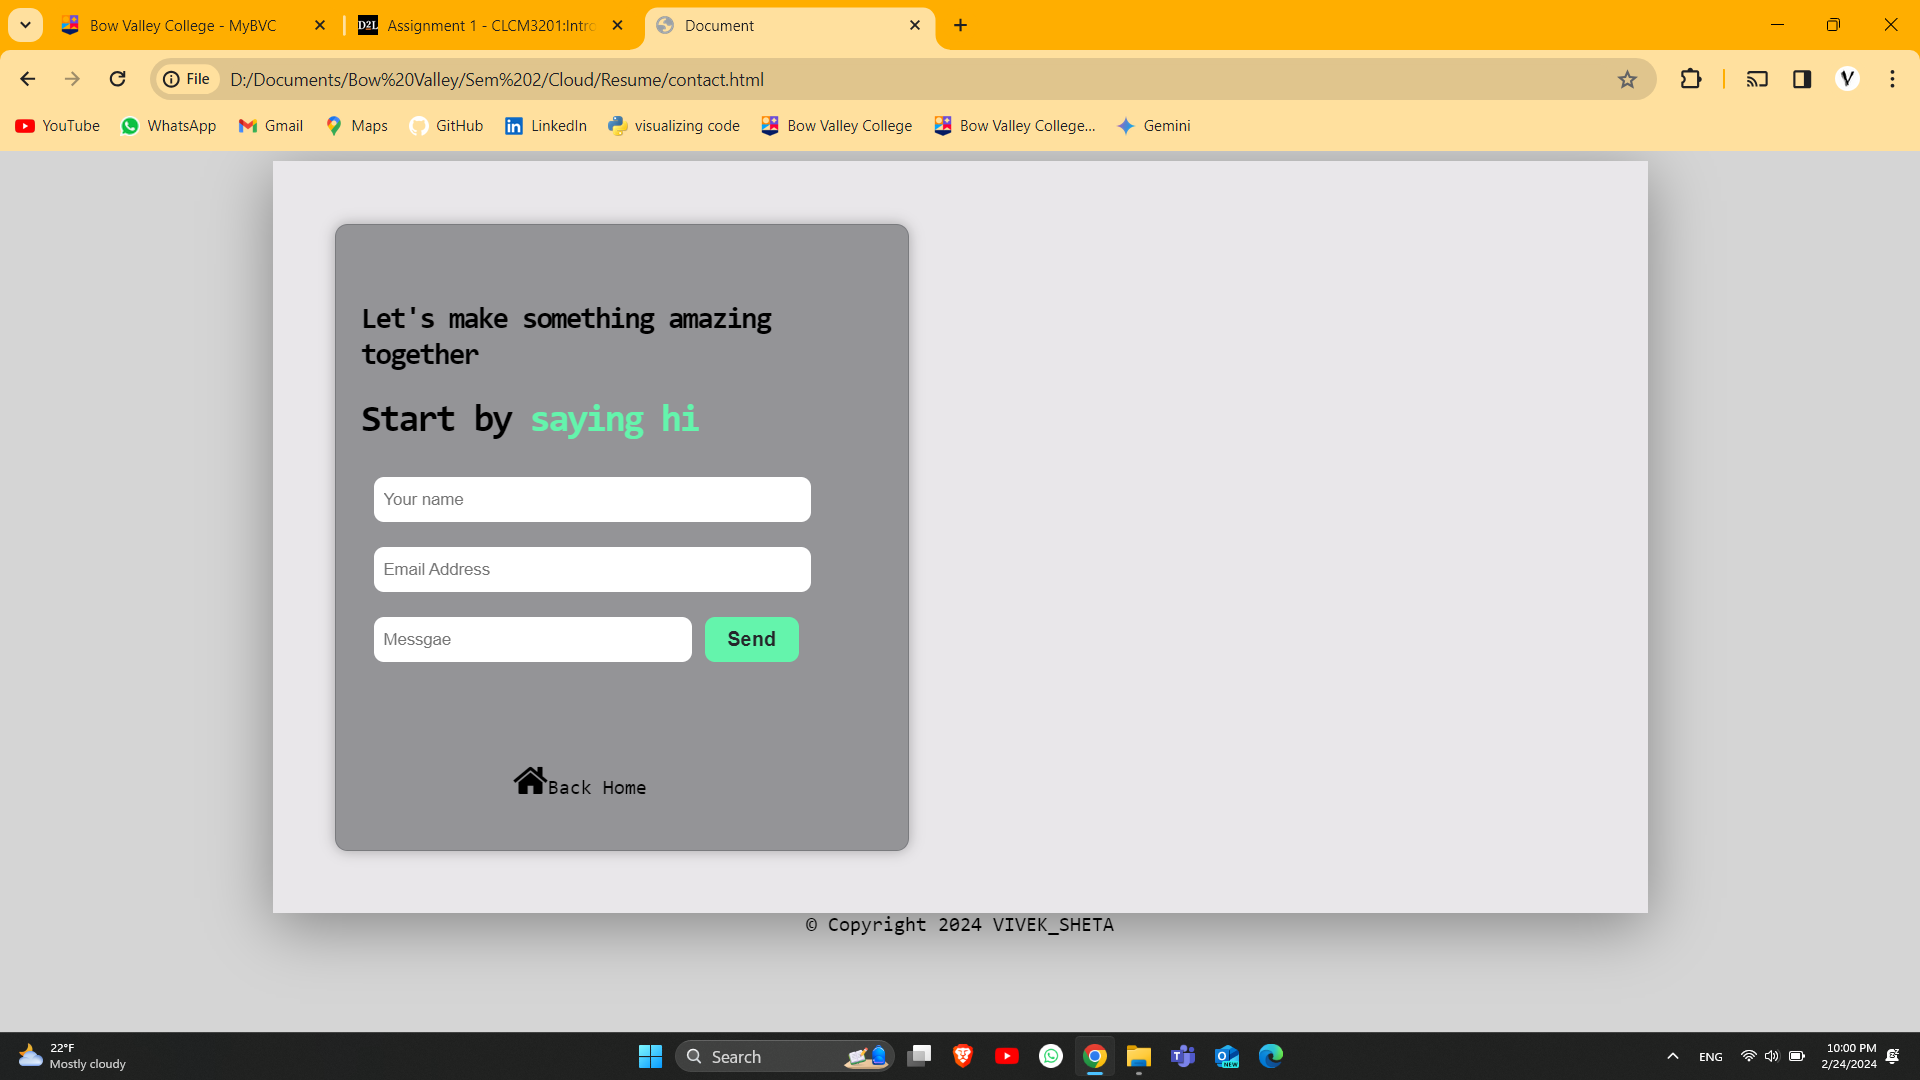 Bow Valley College - MyBVC
D2L
Assignment 1 - CLCM3201:Intro
Document
File
D:/Documents/Bow%20Valley/Sem%202/Cloud/Resume/contact.html
V
YouTube
WhatsApp
Gmail
Maps
GitHub
LinkedIn
visualizing code
Bow Valley College
Bow Valley College...
Gemini
Let's make something amazing
together
Start by saying hi
Your name
Email Address
Messgae
Send
Back Home
© Copyright 2024 VIVEK_SHETA
22°F
Mostly cloudy
Search
NEW
ENG
10:00 PM
2/24/2024